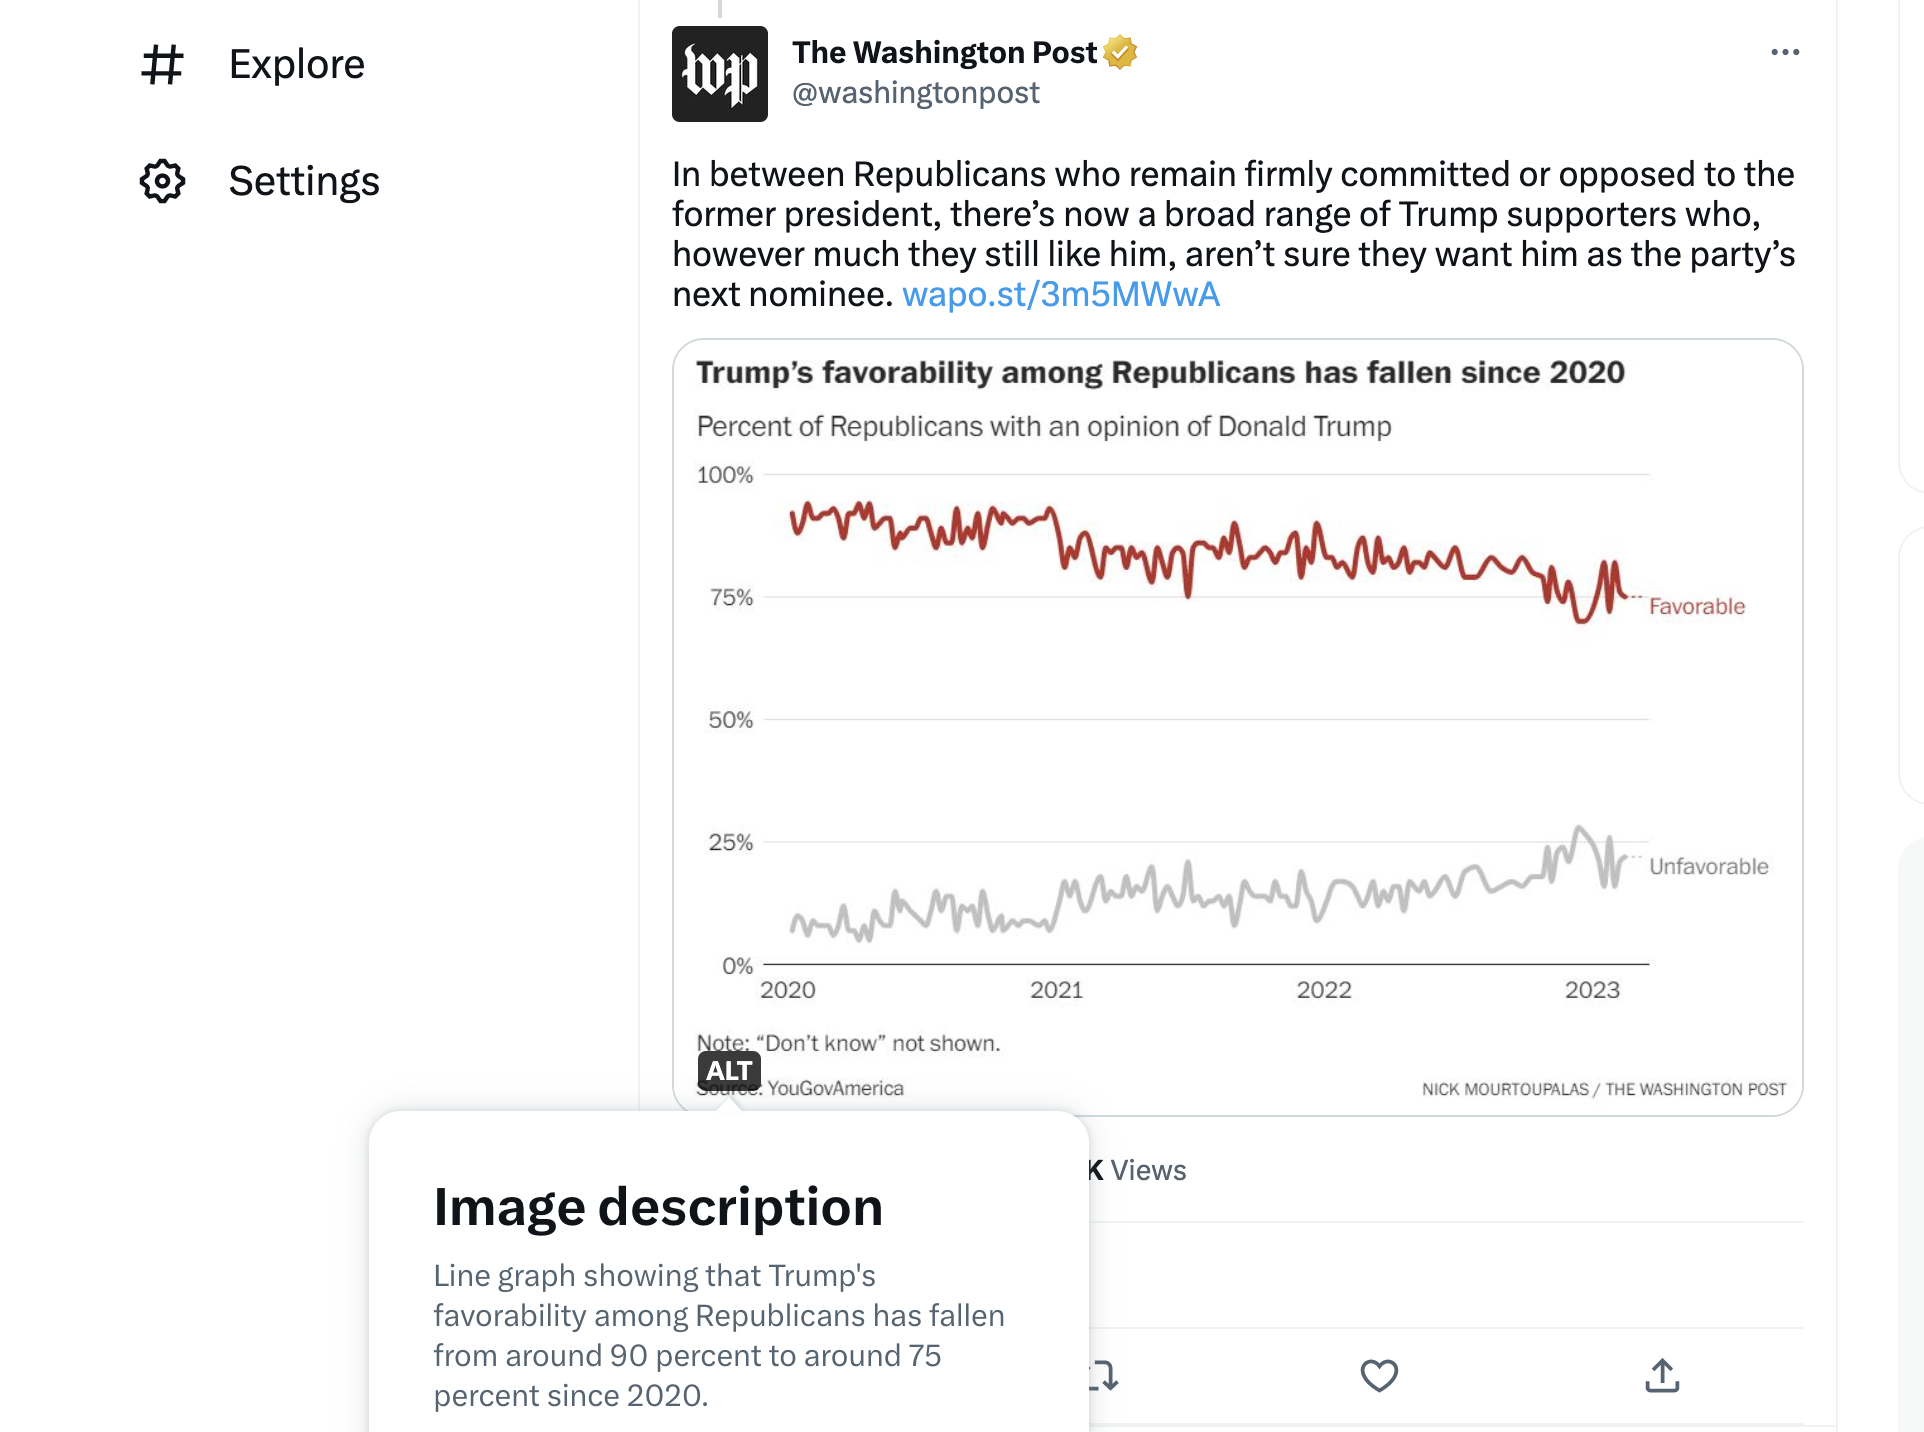 Explore
Settings
wp
The Washington Post
@washingtonpost
In between Republicans who remain firmly committed or opposed to the
former president, there’s now a broad range of Trump supporters who,
however much they still like him, aren’t sure they want him as the party’s
next nominee. wapo.st/3m5MWwA
Trump’s favorability among Republicans has fallen since 2020
Percent of Republicans with an opinion of Donald Trump
100%
75%
Favorable
50%
25%
Unfavorable
0%
2020 2021 2022 2023
Note: “Don’t know” not shown.
ALT
Source: YouGovAmerica
NICK MOURTOUPALAS / THE WASHINGTON POST
K Views
Image description
Line graph showing that Trump's
favorability among Republicans has fallen
from around 90 percent to around 75
percent since 2020.